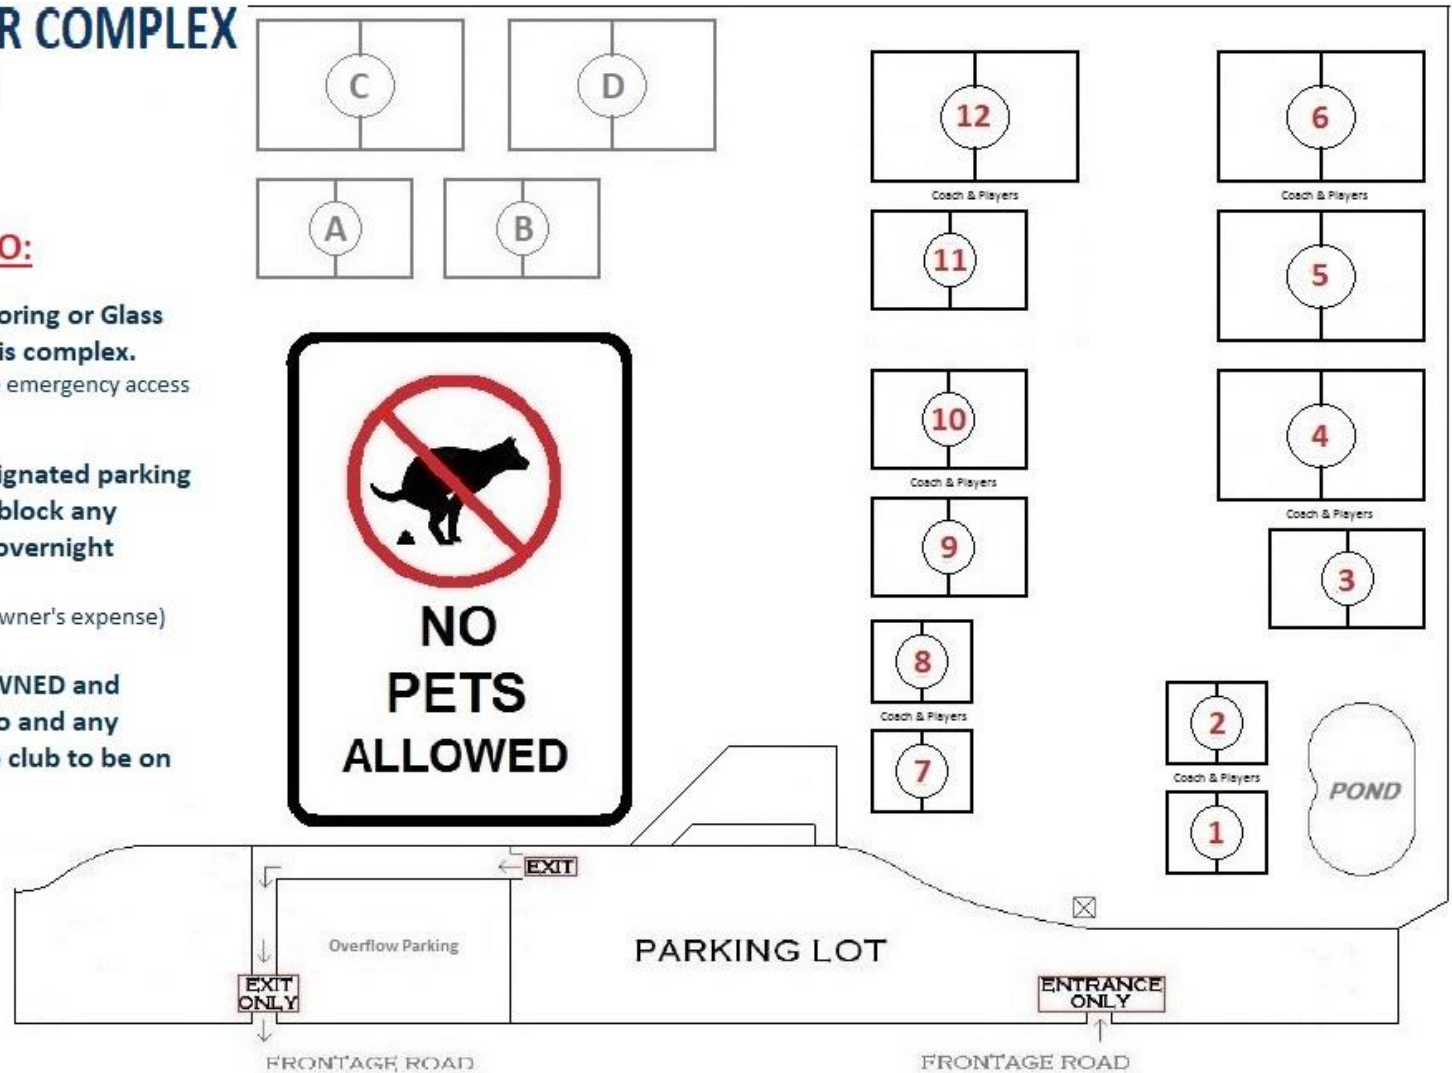 R COMPLEX
O:
oring or Glass
is complex.
emergency access
ignated parking
block any
overnight
wner's expense)
WNED and
o and any
club to be on
C
D
A
B
NO
PETS
ALLOWED
12
Coach & Players
11
10
Coach & Players
9
8
Coach & Players
7
6
Coach & Players
5
4
Coach & Players
3
2
Coach & Players
1
POND
EXIT
Overflow Parking
PARKING LOT
EXIT
ONLY
ENTRANCE
ONLY
FRONTAGE ROAD
FRONTAGE ROAD